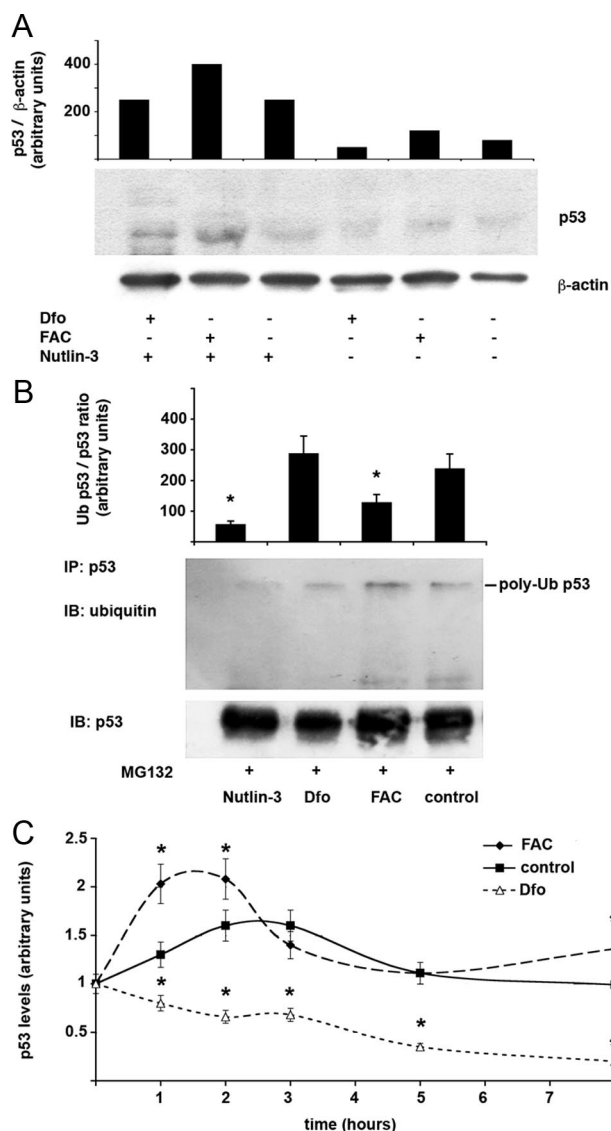 A
p53 / β-actin
(arbitrary units)
400
200
p53
β-actin
Dfo + - - + - -
FAC - + - - + -
Nutlin-3 + + + - - -
B
Ub p53 / p53 ratio
(arbitrary units)
400
300
200
100
* *
IP: p53
poly-Ub p53
IB: ubiquitin
IB: p53
MG132 + + + +
Nutlin-3 Dfo FAC control
C
p53 levels (arbitrary units)
2.5
2
1.5
1
0.5
* *
* * * *
FAC
control
Dfo
1 2 3 4 5 6 7
time (hours)